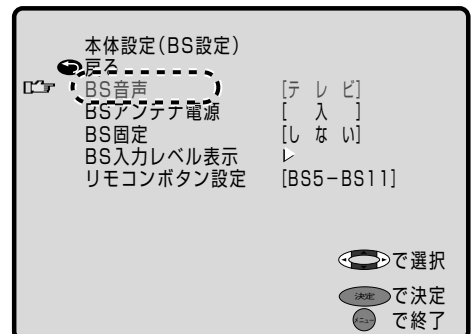 本体設定(BS設定)
戻る
BS音声 [テ レ ビ]
BSアンテナ電源 [ 入 ]
BS固定 [し な い]
BS入力レベル表示
リモコンボタン設定 [BS5－BS11]
で選択
決定 で決定
メニュー で終了